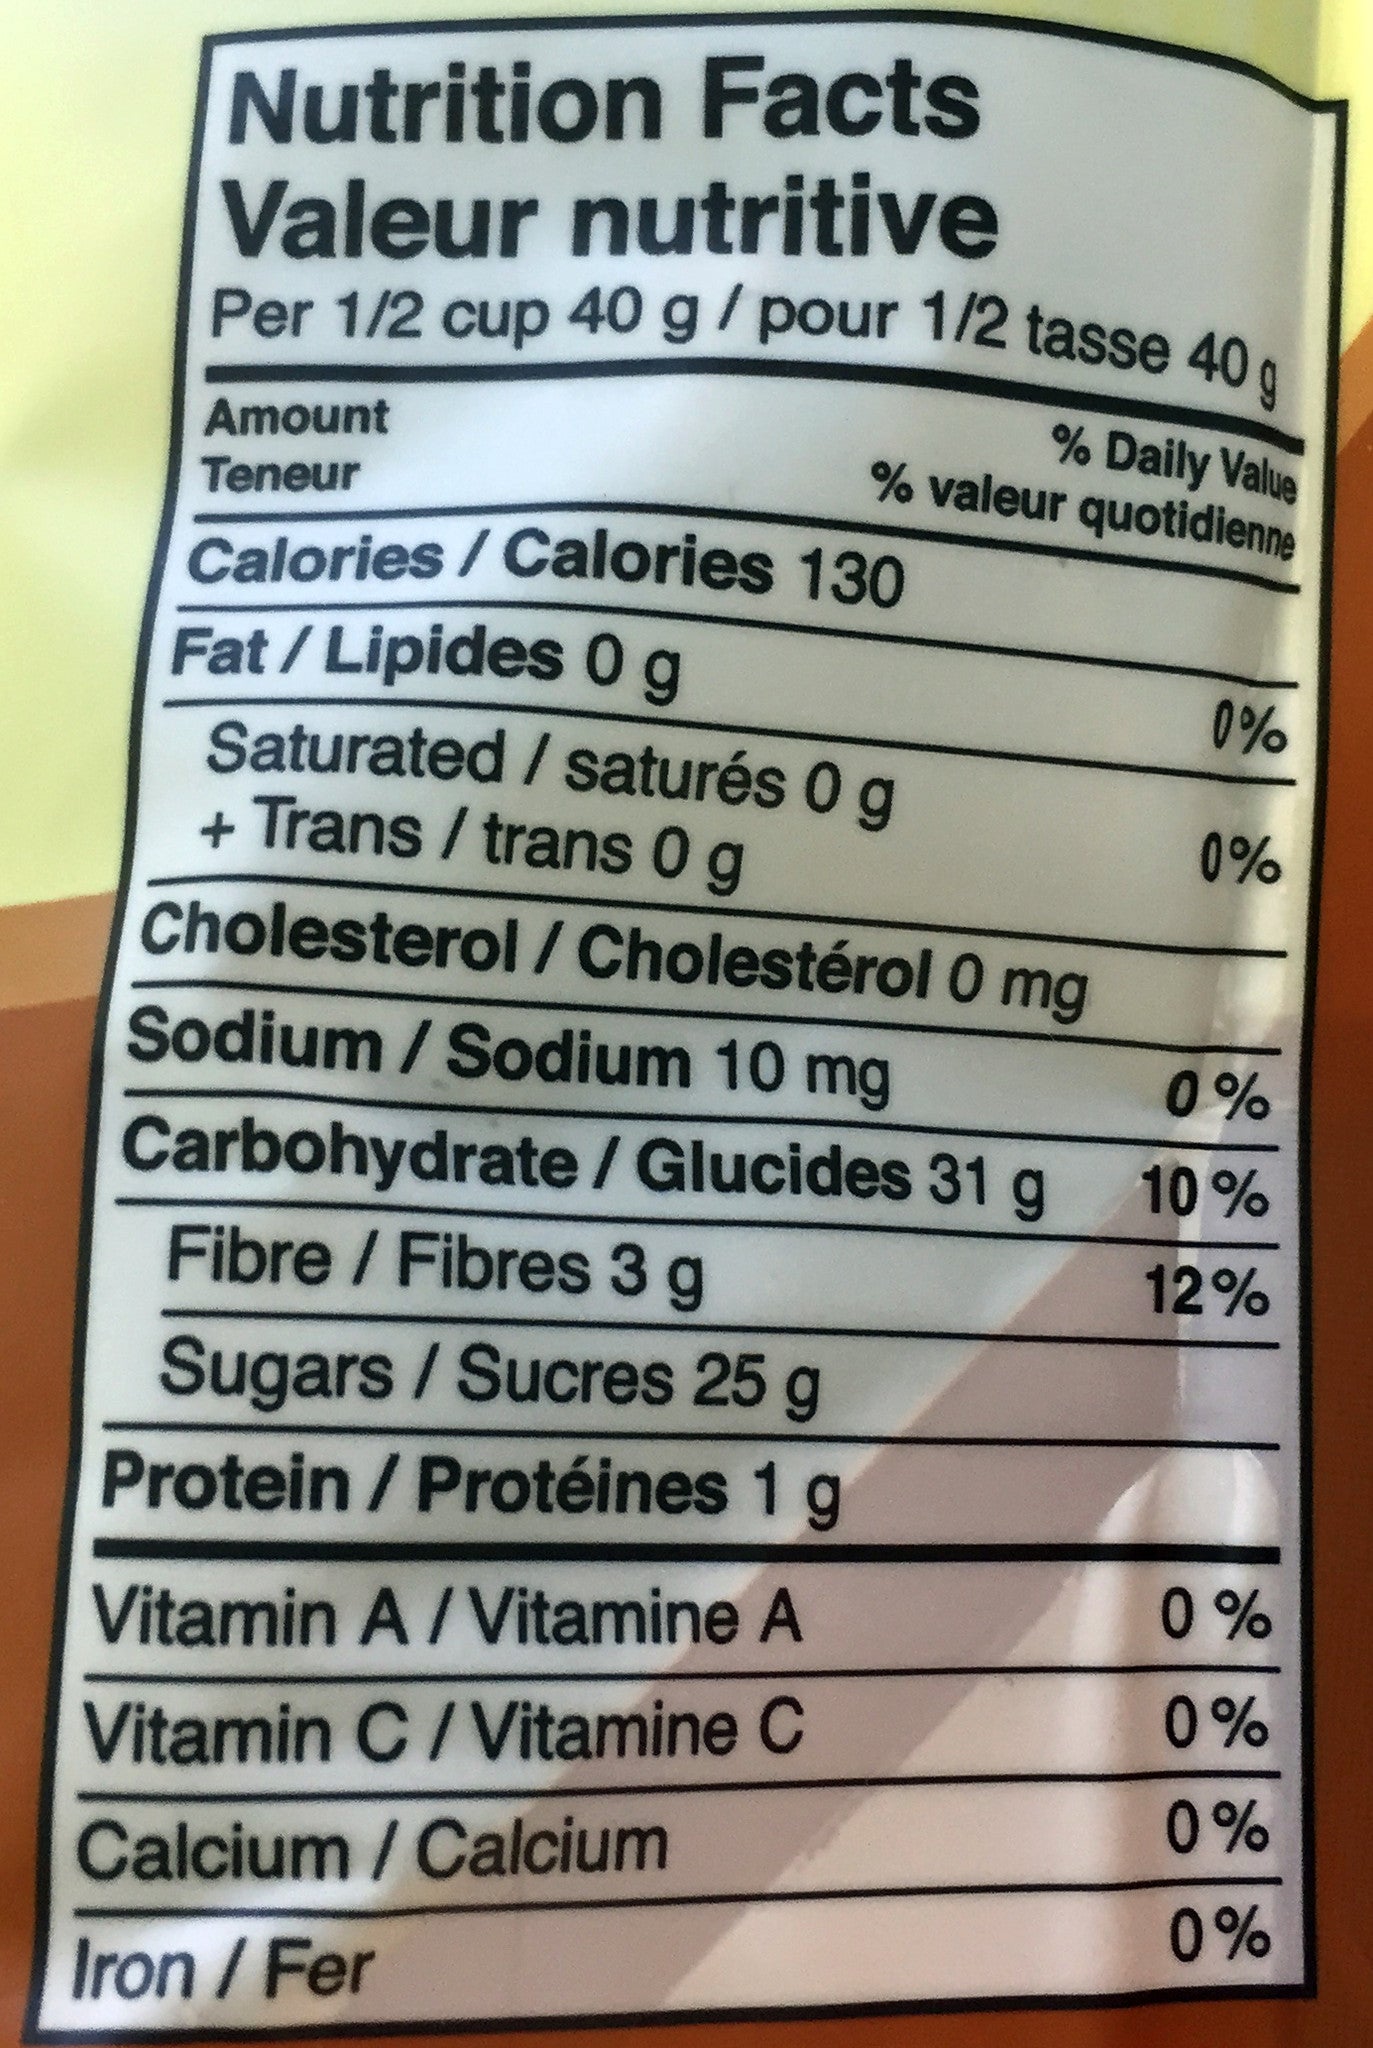 Nutrition Facts
Valeur nutritive
Per 1/2 cup 40 g / pour 1/2 tasse 40 g
Amount % Daily Value
Teneur % valeur quotidienne
Calories / Calories 130
Fat / Lipides 0 g 0%
Saturated / saturés 0 g
+ Trans / trans 0 g 0%
Cholesterol / Cholestérol 0 mg
Sodium / Sodium 10 mg 0 %
Carbohydrate / Glucides 31 g 10 %
Fibre / Fibres 3 g 12%
Sugars / Sucres 25 g
Protein / Protéines 1 g
Vitamin A / Vitamine A 0 %
Vitamin C / Vitamine C 0 %
Calcium / Calcium 0 %
Iron / Fer 0 %